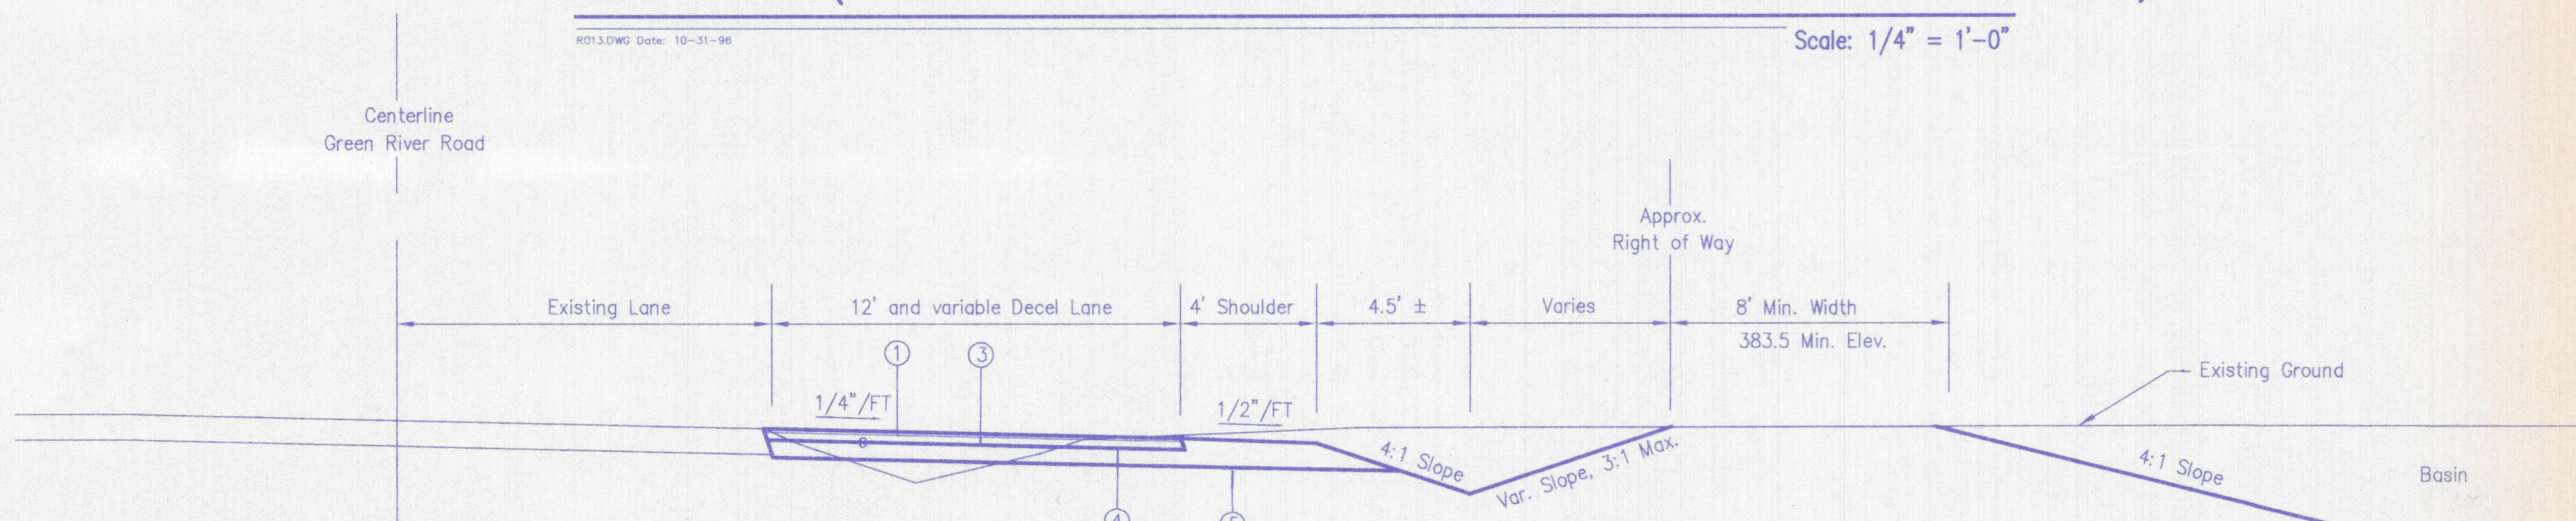 R013.DWG Date: 10-31-96
Scale: 1/4" = 1'-0"
Centerline
Green River Road
Approx.
Right of Way
Existing Lane
12' and variable Decel Lane
4' Shoulder
4.5' ±
Varies
8' Min. Width
383.5 Min. Elev.
1
3
Existing Ground
1/4"/FT
1/2"/FT
4:1 Slope
Var. Slope, 3:1 Max.
4:1 Slope
Basin